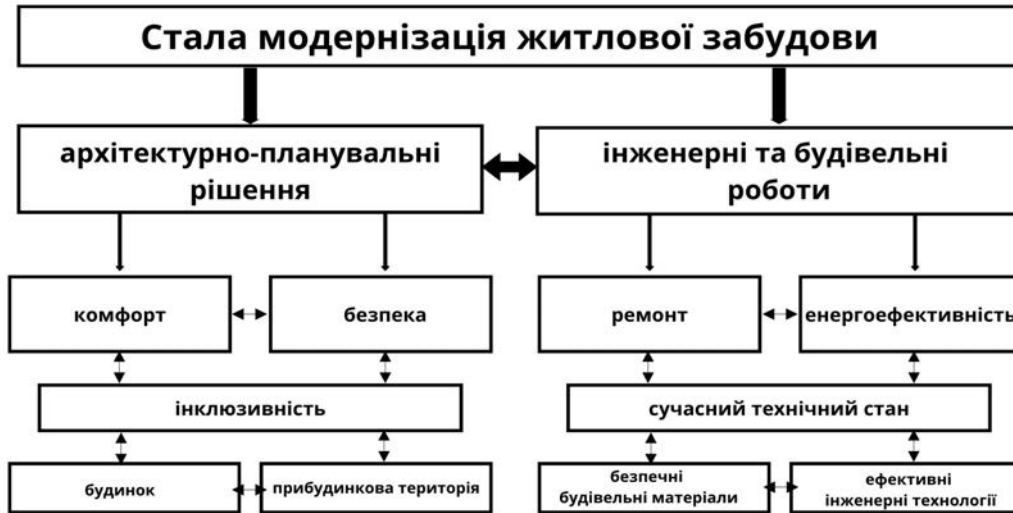 Стала модернізація житлової забудови
архітектурно-планувальні
рішення
інженерні та будівельні
роботи
комфорт
безпека
ремонт
енергоефективність
інклюзивність
сучасний технічний стан
будинок
прибудинкова територія
безпечні
будівельні матеріали
ефективні
інженерні технології